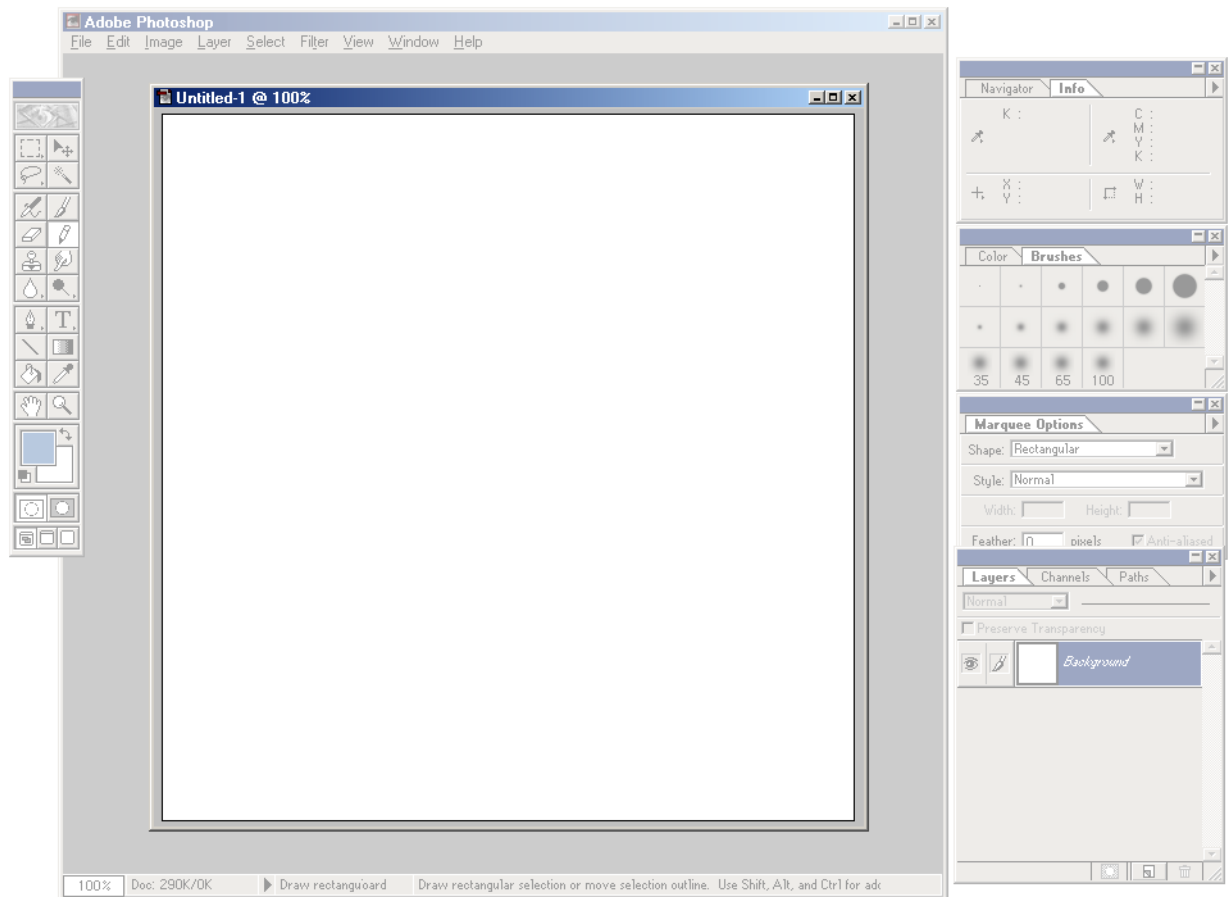 Adobe Photoshop
File Edit Image Layer Select Filter View Window Help
Untitled-1 @ 100%
T
Navigator Info
K :
C :
M :
Y :
K :
X :
Y :
W :
H :
Color Brushes
35 45 65 100
Marquee Options
Shape: Rectangular
Style: Normal
Width: Height:
Feather: 0 pixels Anti-aliased
Layers Channels Paths
Normal
Preserve Transparency
Background
100% Doc: 290K/0K Draw rectanguıoard Draw rectangular selection or move selection outline. Use Shift, Alt, and Ctrl for add